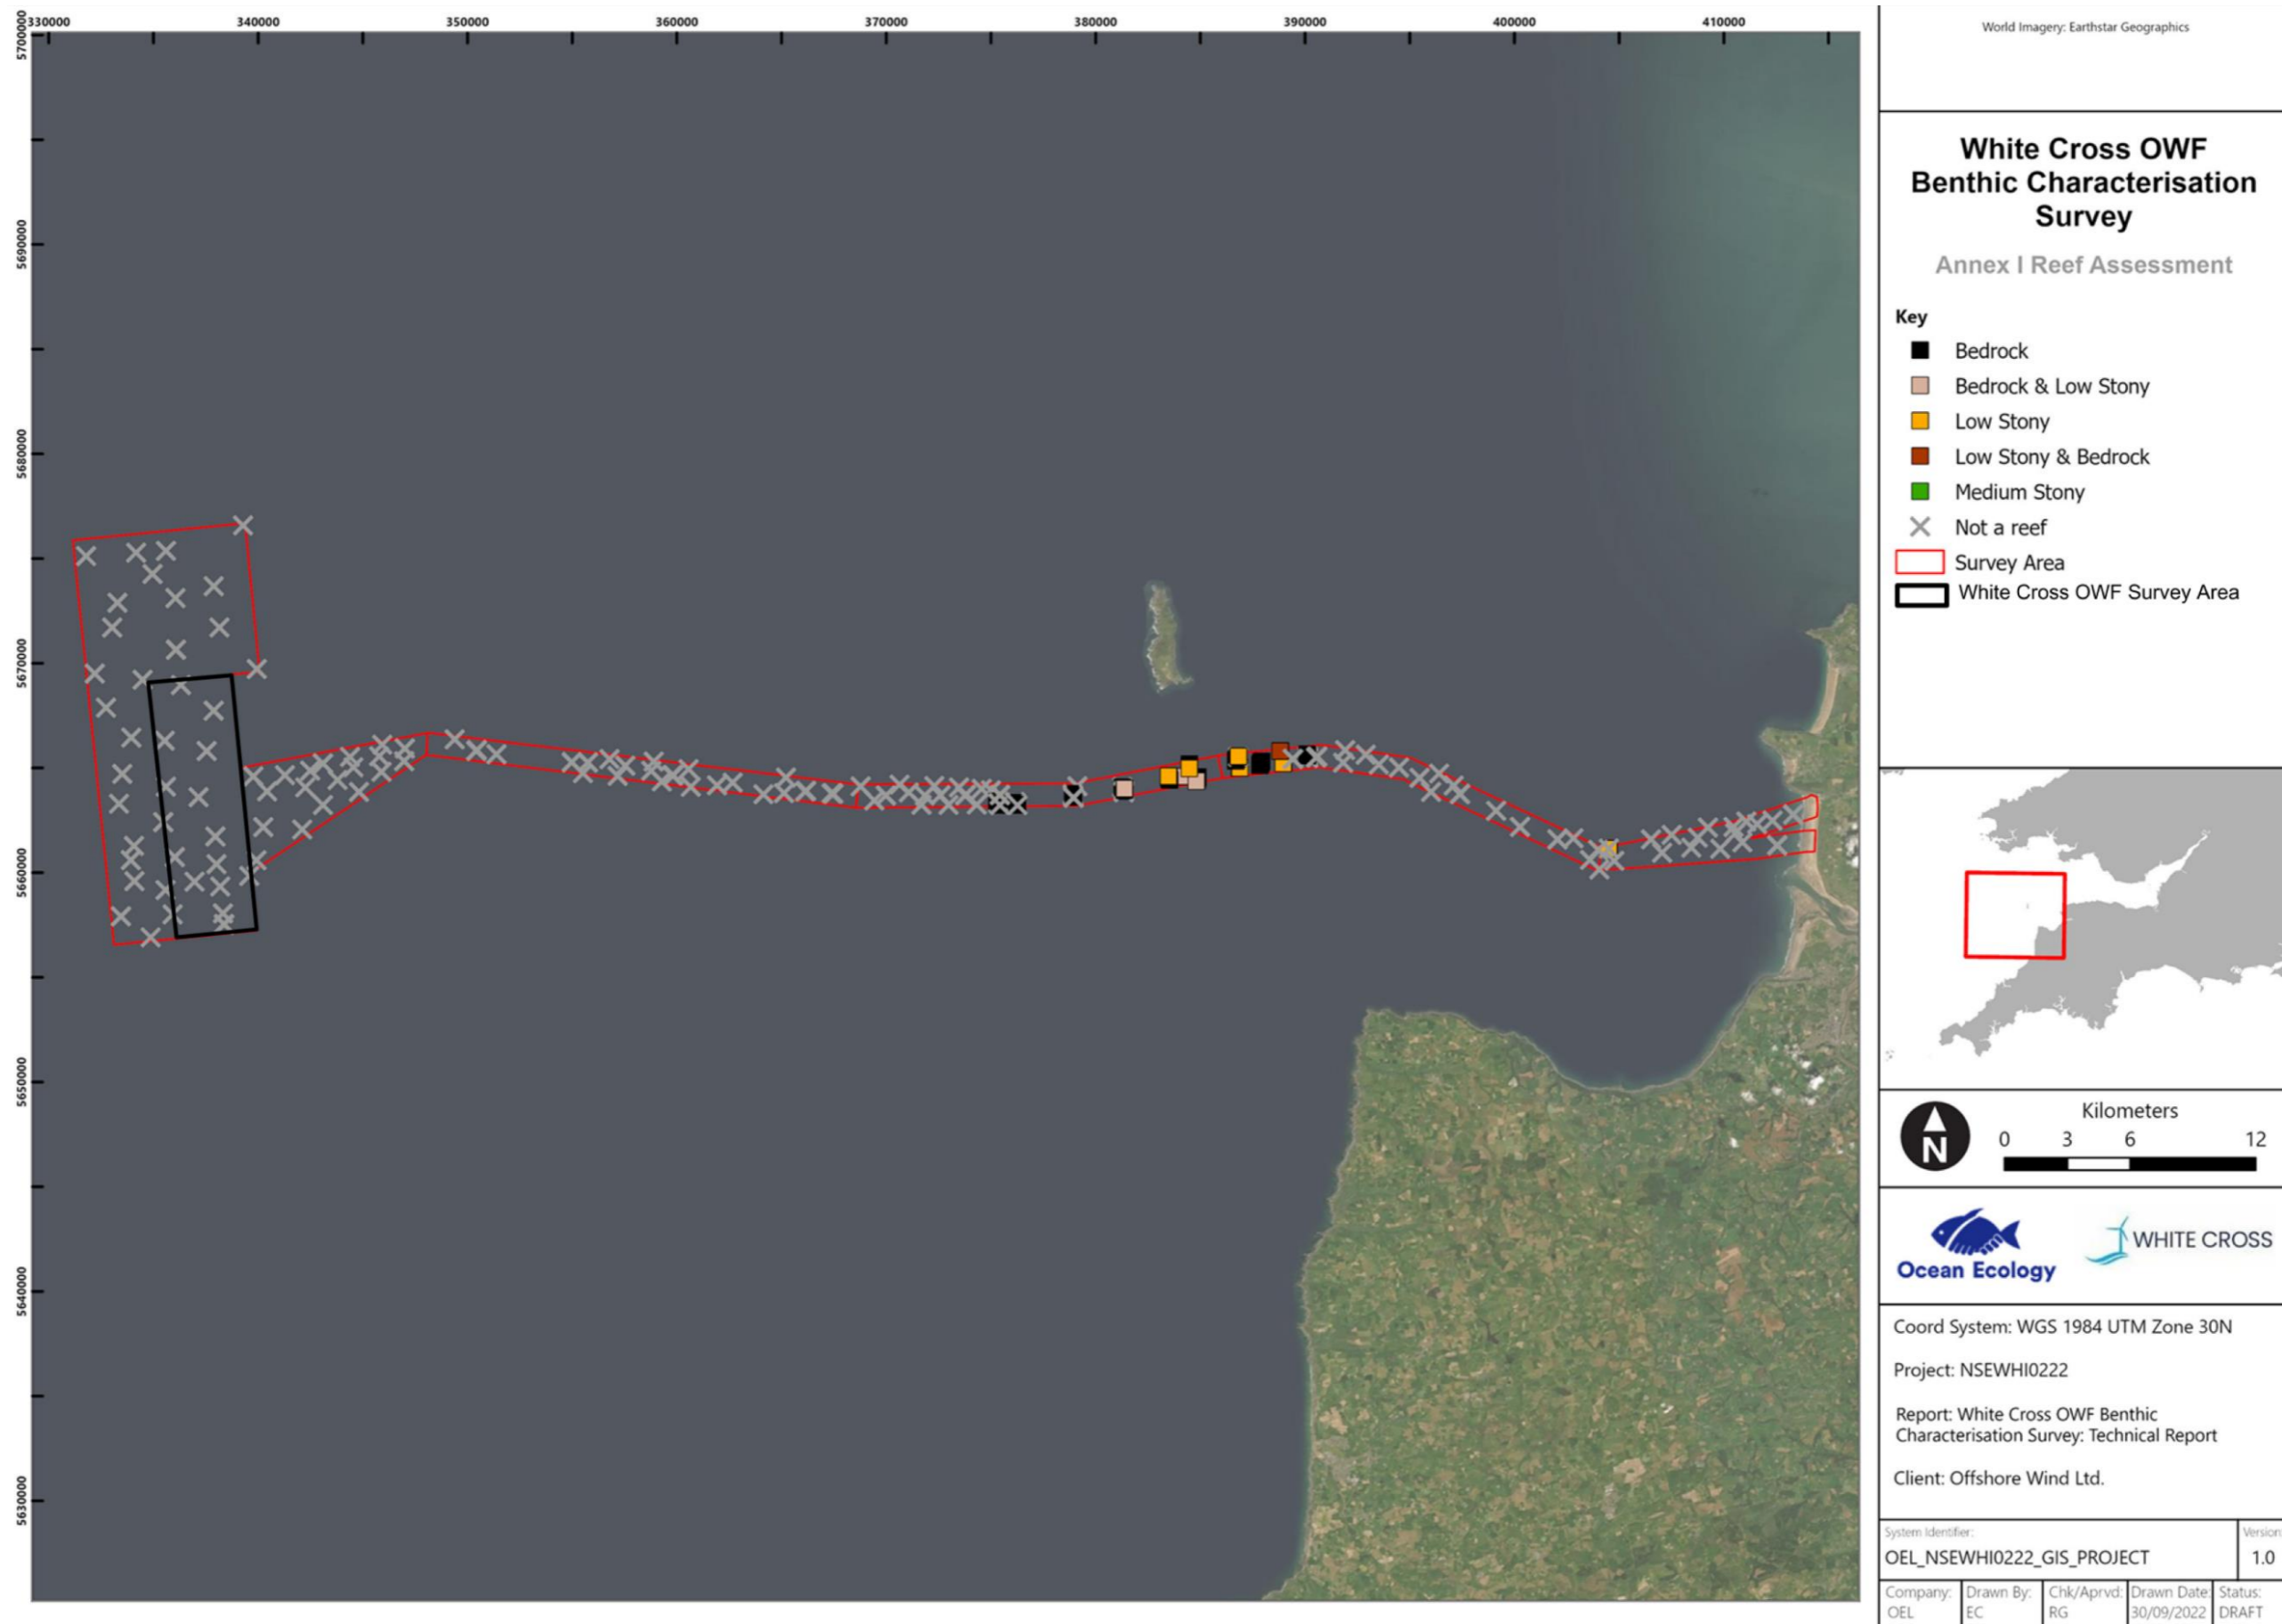 330000 340000 350000 360000 370000 380000 390000 400000 410000
5700000
5690000
5680000
5670000
5660000
5650000
5640000
5630000
World Imagery: Earthstar Geographics
White Cross OWF
Benthic Characterisation
Survey
Annex I Reef Assessment
Key
Bedrock
Bedrock & Low Stony
Low Stony
Low Stony & Bedrock
Medium Stony
Not a reef
Survey Area
White Cross OWF Survey Area
N
Kilometers
0 3 6 12
Ocean Ecology
WHITE CROSS
Coord System: WGS 1984 UTM Zone 30N
Project: NSEWHI0222
Report: White Cross OWF Benthic
Characterisation Survey: Technical Report
Client: Offshore Wind Ltd.
System Identifier: Version
OEL_NSEWHI0222_GIS_PROJECT 1.0
Company: Drawn By: Chk/Aprvd: Drawn Date: Status:
OEL EC RG 30/09/2022 DRAFT